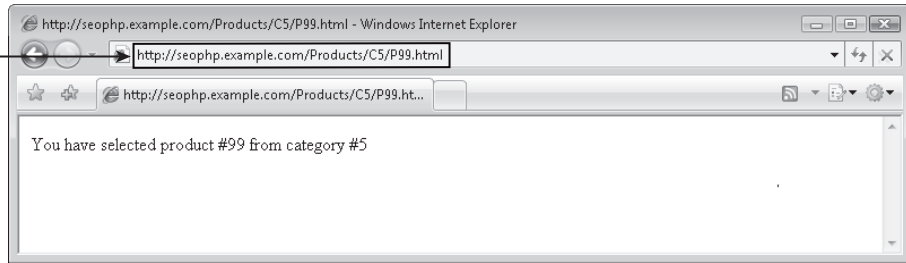 http://seophp.example.com/Products/C5/P99.html - Windows Internet Explorer
http://seophp.example.com/Products/C5/P99.html
http://seophp.example.com/Products/C5/P99.ht...
You have selected product #99 from category #5